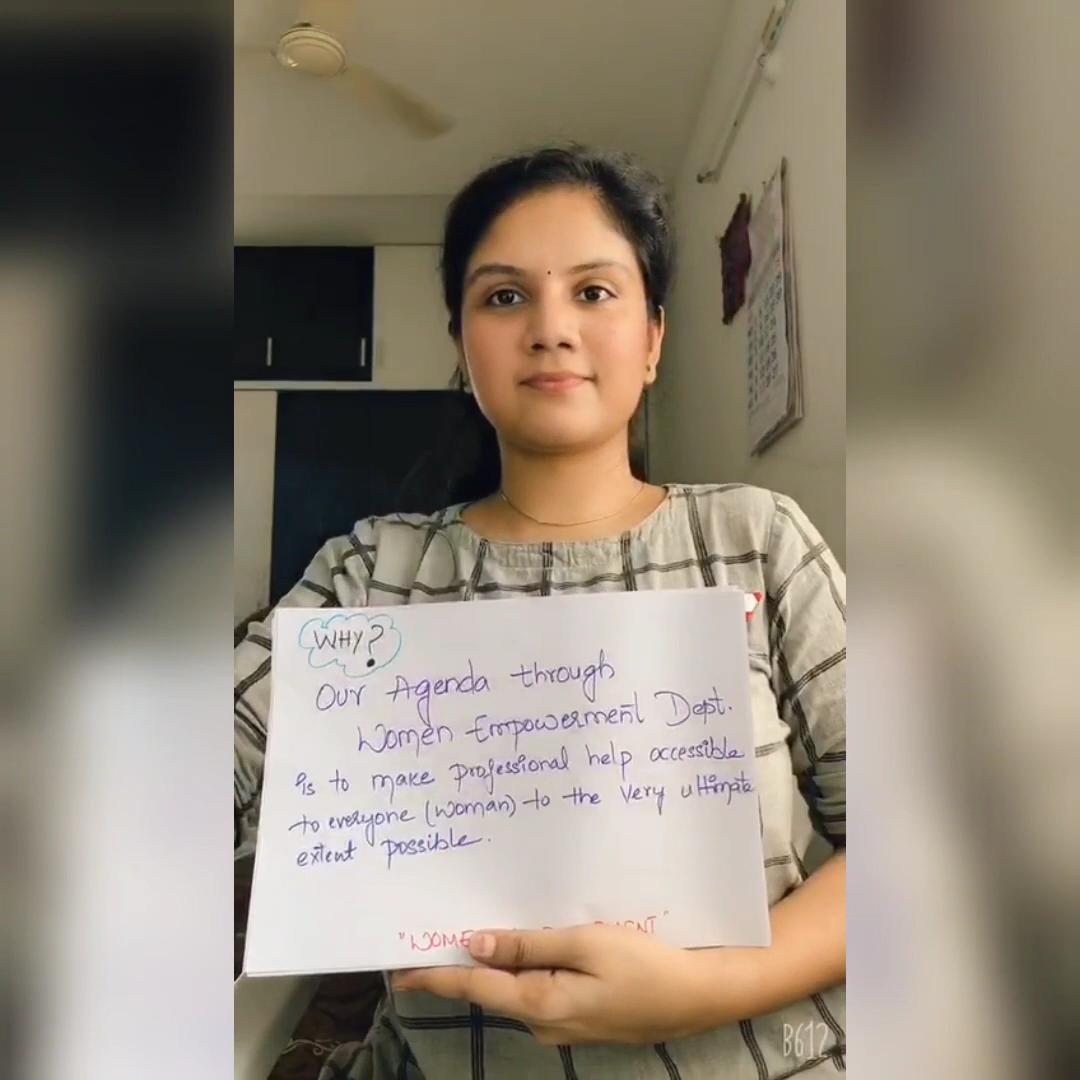 WHY?
Our Agenda through
Women Empowerment Dept.
is to make professional help accessible
to everyone (woman) to the very ultimate
extent possible.
B612